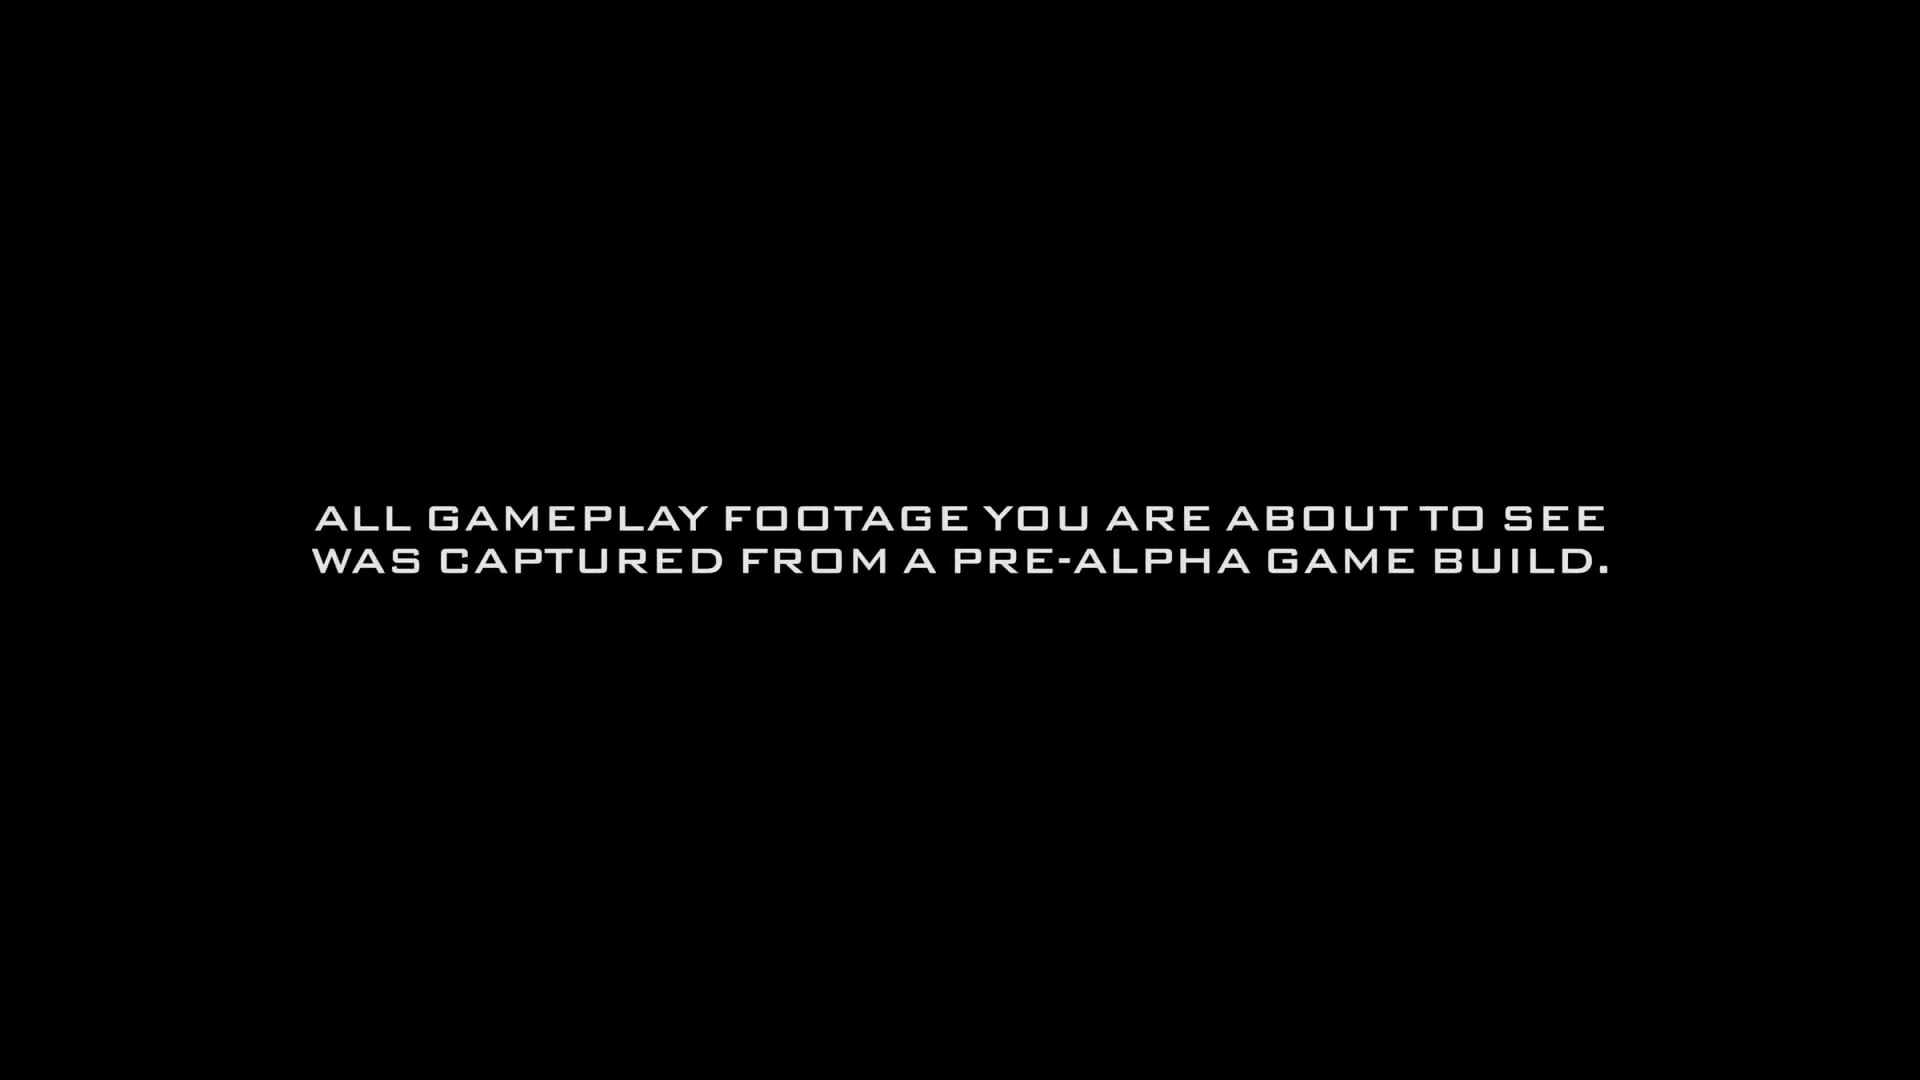 ALL GAMEPLAY FOOTAGE YOU ARE ABOUT TO SEE
WAS CAPTURED FROM A PRE-ALPHA GAME BUILD.